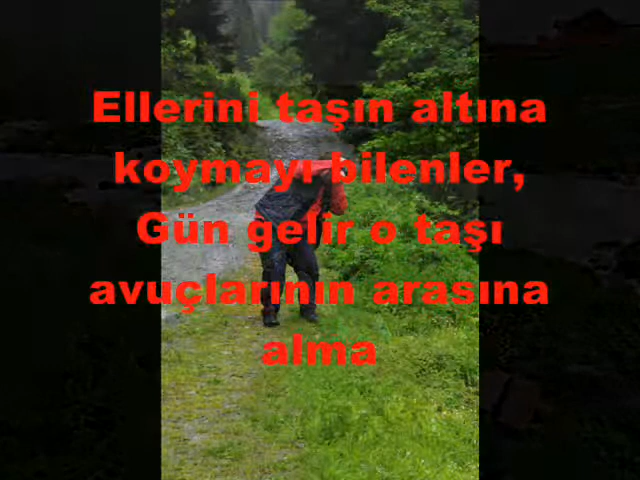 Ellerini taşın altına
koymayı bilenler,
Gün gelir o taşı
avuçlarının arasına
alma